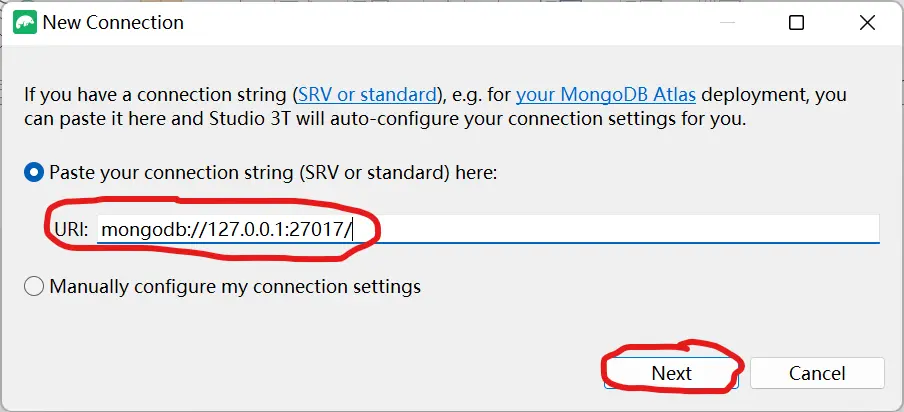 New Connection
If you have a connection string (SRV or standard), e.g. for your MongoDB Atlas deployment, you
can paste it here and Studio 3T will auto-configure your connection settings for you.
Paste your connection string (SRV or standard) here:
URI: mongodb://127.0.0.1:27017/
Manually configure my connection settings
Next Cancel